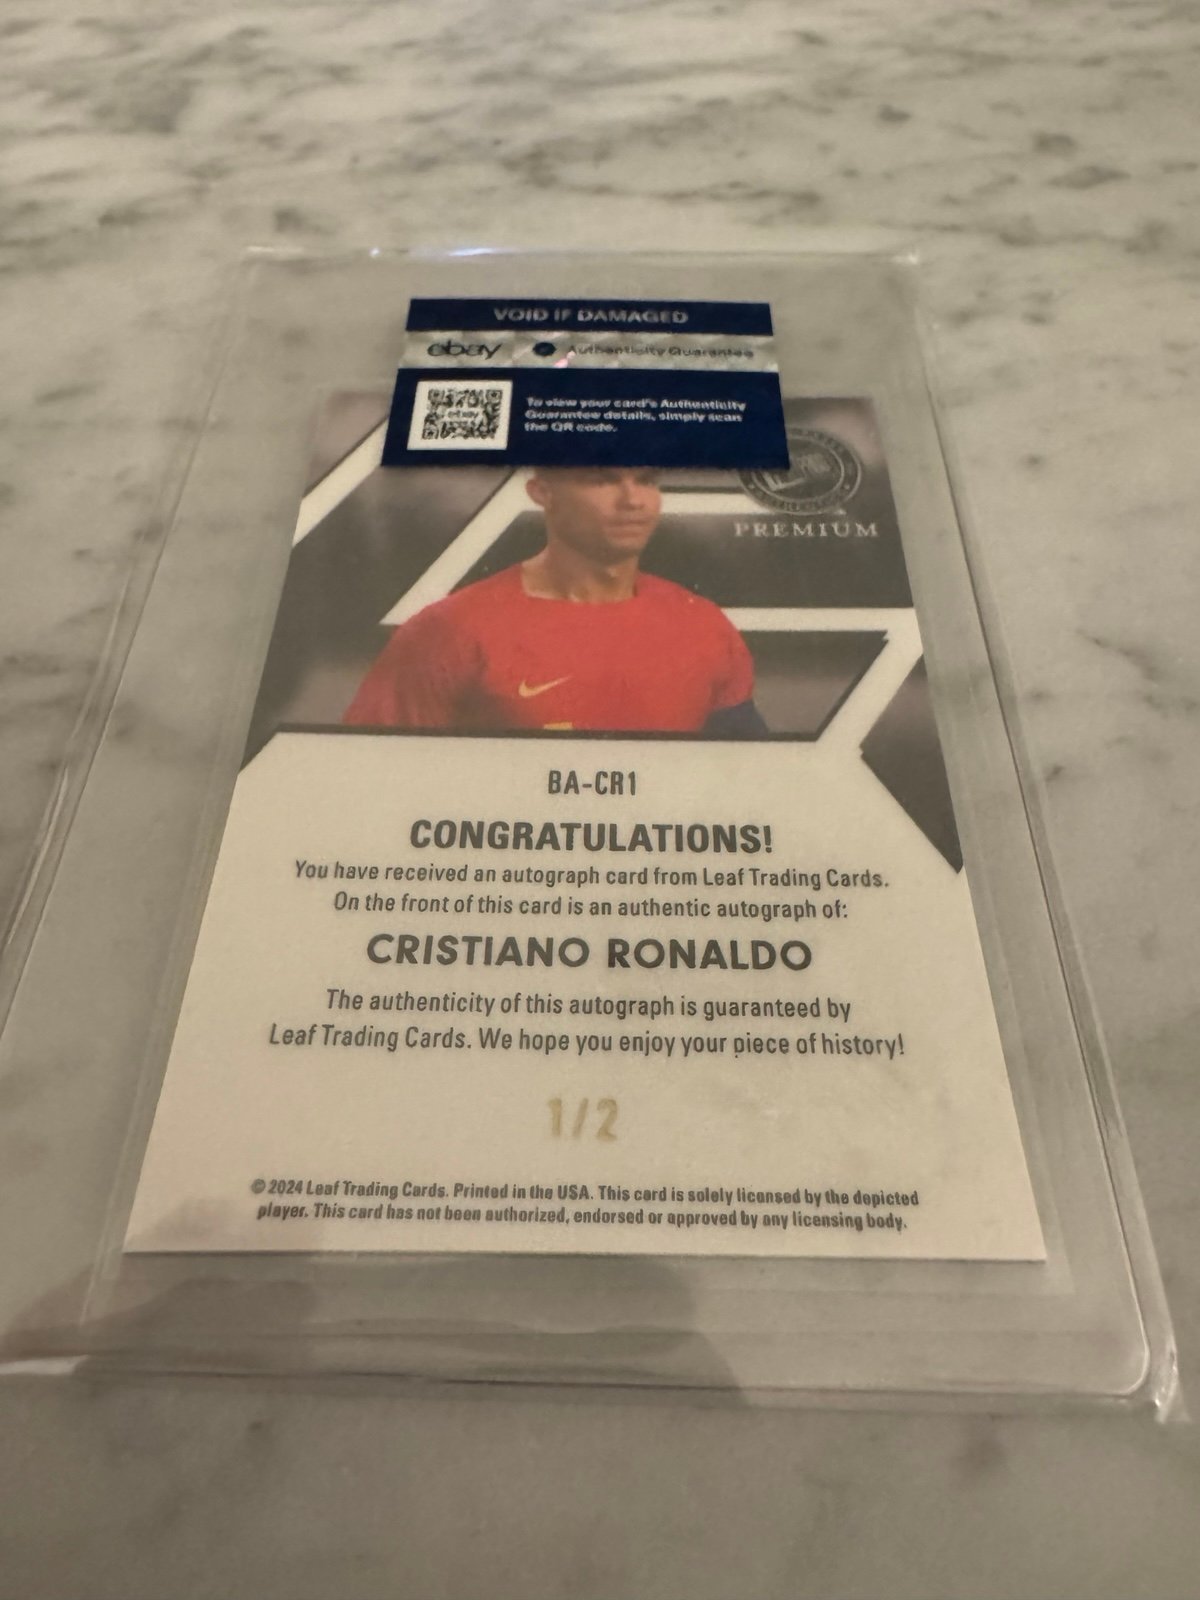 VOID IF DAMAGED
ebay Authenticity Guarantee
ebay
To view your card's Authenticity
Guarantee details, simply scan
the QR code.
PREMIUM
BA-CR1
CONGRATULATIONS!
You have received an autograph card from Leaf Trading Cards.
On the front of this card is an authentic autograph of:
CRISTIANO RONALDO
The authenticity of this autograph is guaranteed by
Leaf Trading Cards. We hope you enjoy your piece of history!
1/2
© 2024 Leaf Trading Cards. Printed in the USA. This card is solely licensed by the depicted
player. This card has not been authorized, endorsed or approved by any licensing body.